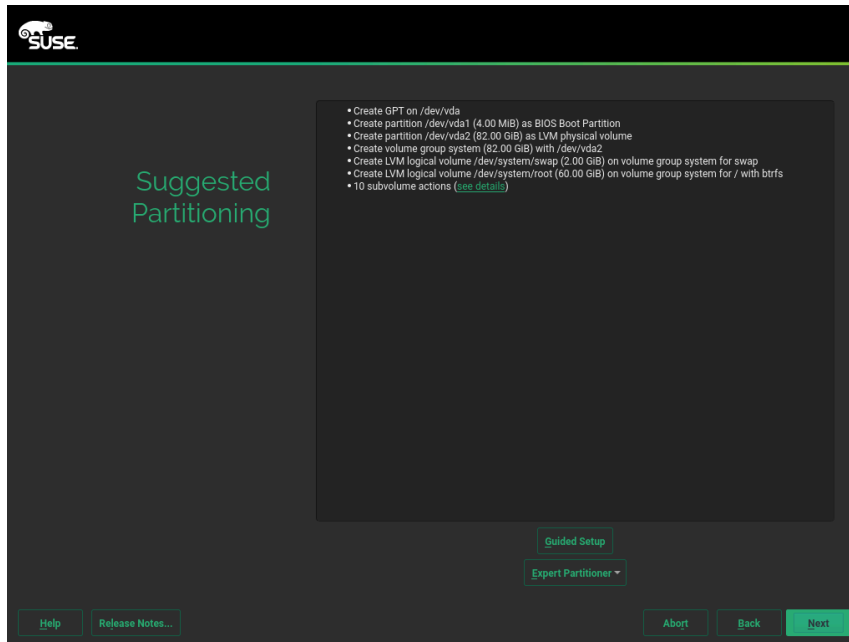 SUSE.
Suggested
Partitioning
• Create GPT on /dev/vda
• Create partition /dev/vda1 (4.00 MiB) as BIOS Boot Partition
• Create partition /dev/vda2 (82.00 GiB) as LVM physical volume
• Create volume group system (82.00 GiB) with /dev/vda2
• Create LVM logical volume /dev/system/swap (2.00 GiB) on volume group system for swap
• Create LVM logical volume /dev/system/root (60.00 GiB) on volume group system for / with btrfs
• 10 subvolume actions (see details)
Guided Setup
Expert Partitioner
Help Release Notes... Abort Back Next